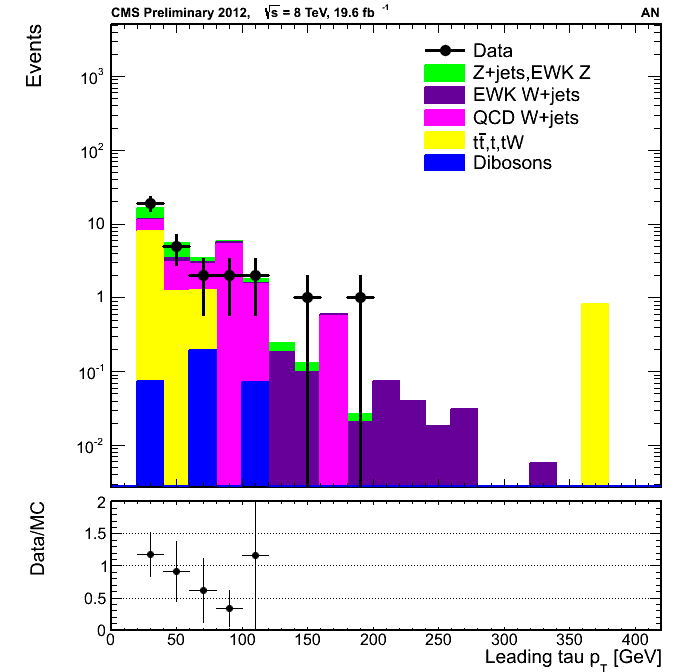 CMS Preliminary 2012, √s = 8 TeV, 19.6 fb⁻¹ AN
Events
10³
10²
10
1
10⁻¹
10⁻²
Data
Z+jets,EWK Z
EWK W+jets
QCD W+jets
tt̅,t,tW
Dibosons
Data/MC
2
1.5
1
0.5
0
0 50 100 150 200 250 300 350 400
Leading tau p_T [GeV]